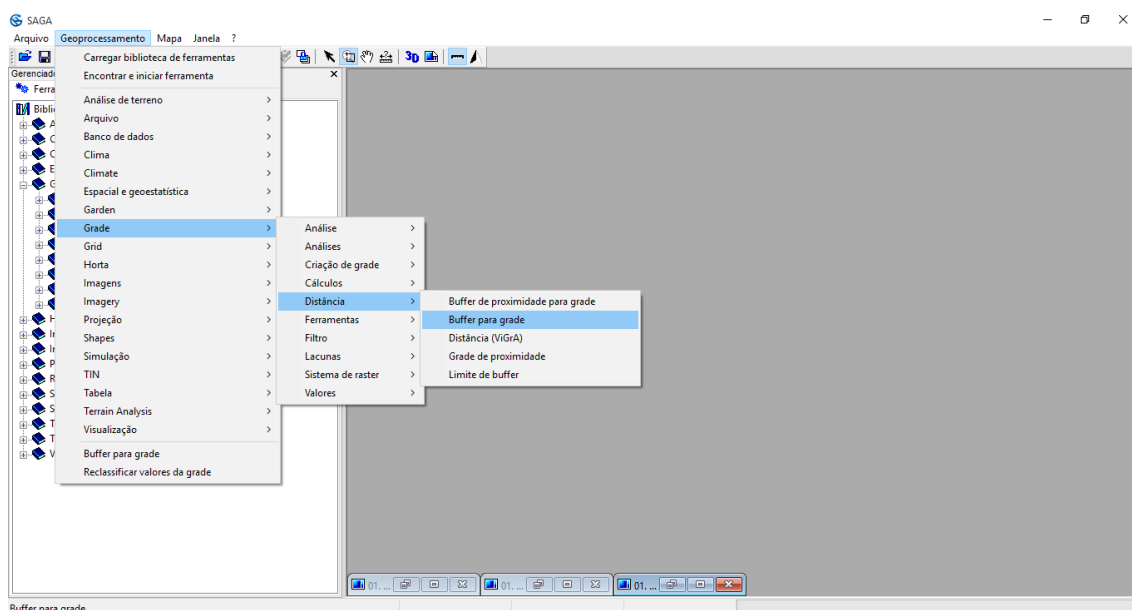 SAGA
Arquivo Geoprocessamento Mapa Janela ?
3D
Gerenciad
Ferra
Bibli
A
C
C
E
G
H
I
I
P
R
S
S
T
T
V
Carregar biblioteca de ferramentas
Encontrar e iniciar ferramenta
Análise de terreno
Arquivo
Banco de dados
Clima
Climate
Espacial e geoestatística
Garden
Grade
Grid
Horta
Imagens
Imagery
Projeção
Shapes
Simulação
TIN
Tabela
Terrain Analysis
Visualização
Buffer para grade
Reclassificar valores da grade
Análise
Análises
Criação de grade
Cálculos
Distância
Ferramentas
Filtro
Lacunas
Sistema de raster
Valores
Buffer de proximidade para grade
Buffer para grade
Distância (ViGrA)
Grade de proximidade
Limite de buffer
01. ...
01. ...
01. ...
Buffer para grade